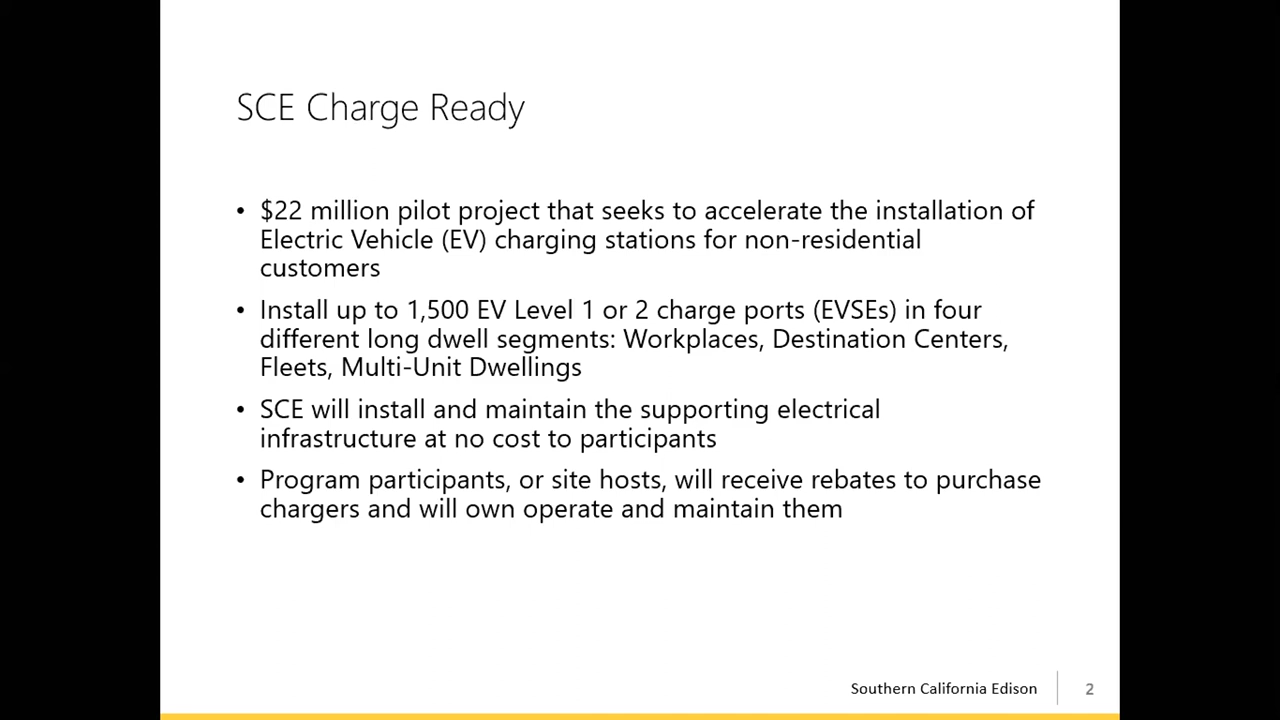 SCE Charge Ready
• $22 million pilot project that seeks to accelerate the installation of
Electric Vehicle (EV) charging stations for non-residential
customers
• Install up to 1,500 EV Level 1 or 2 charge ports (EVSEs) in four
different long dwell segments: Workplaces, Destination Centers,
Fleets, Multi-Unit Dwellings
• SCE will install and maintain the supporting electrical
infrastructure at no cost to participants
• Program participants, or site hosts, will receive rebates to purchase
chargers and will own operate and maintain them
Southern California Edison 2